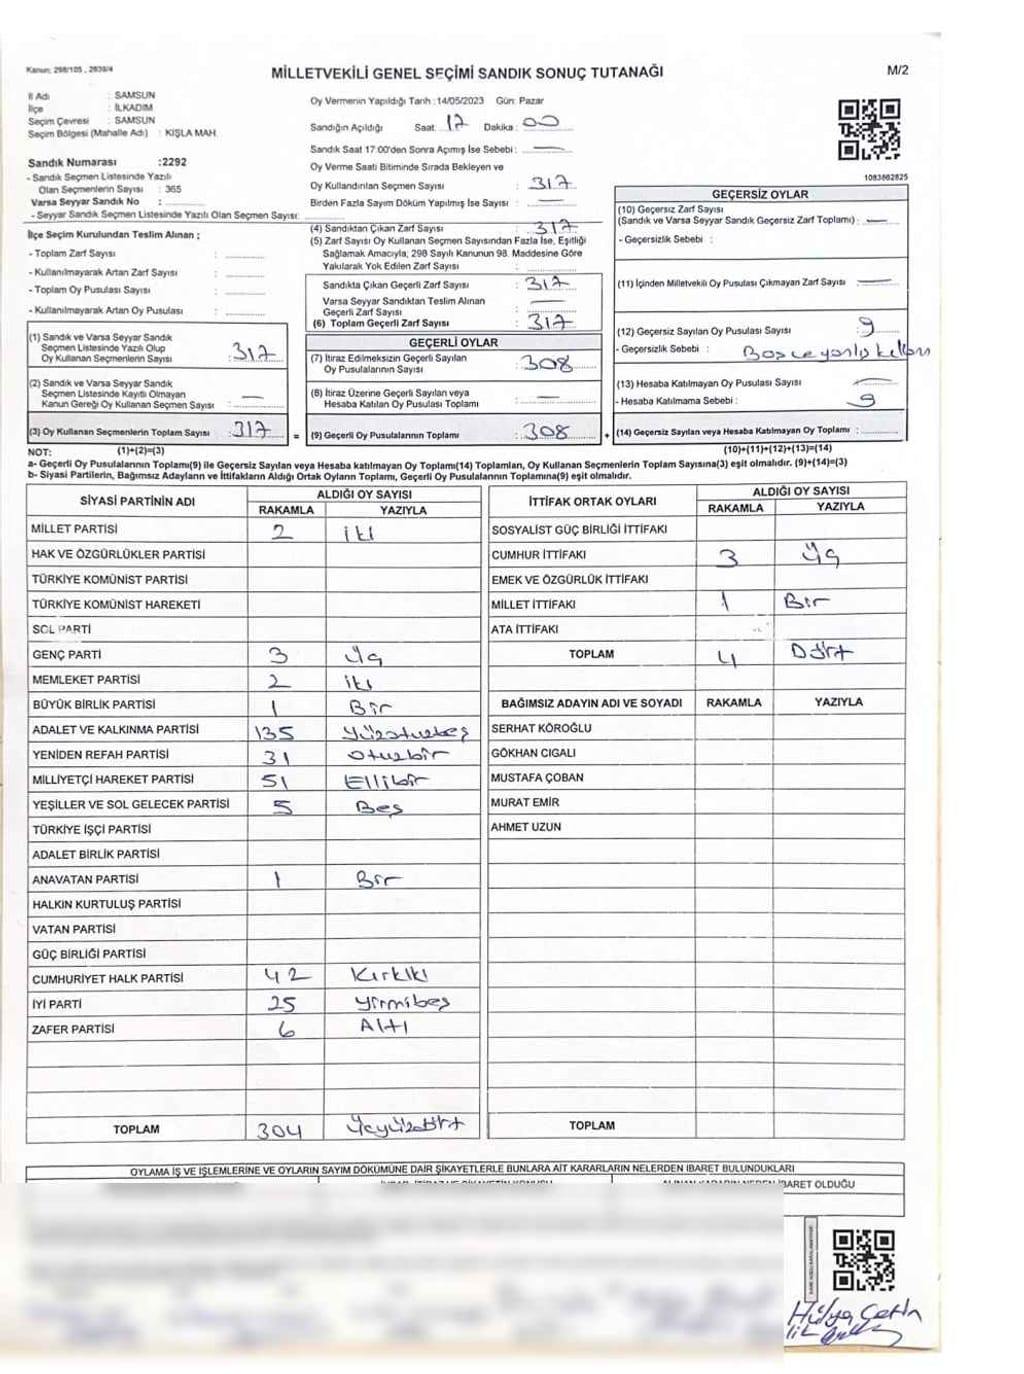 Kanun; 298/105 , 2839/4
MİLLETVEKİLİ GENEL SEÇİMİ SANDIK SONUÇ TUTANAĞI
M/2
İl Adı : SAMSUN
İlçe : İLKADIM
Seçim Çevresi : SAMSUN
Seçim Bölgesi (Mahalle Adı) : KIŞLA MAH.
Sandık Numarası :2292
- Sandık Seçmen Listesinde Yazılı
Olan Seçmenlerin Sayısı : 365
Varsa Seyyar Sandık No :
- Seyyar Sandık Seçmen Listesinde Yazılı Olan Seçmen Sayısı:
Oy Vermenin Yapıldığı Tarih :14/05/2023 Gün: Pazar
Sandığın Açıldığı Saat: 17 Dakika : 00
Sandık Saat 17:00'den Sonra Açımış İse Sebebi : —
Oy Verme Saati Bitiminde Sırada Bekleyen ve
Oy Kullandırılan Seçmen Sayısı : 317
Birden Fazla Sayım Döküm Yapılmış İse Sayısı : —
1083862825
İlçe Seçim Kurulundan Teslim Alınan ;
- Toplam Zarf Sayısı :
- Kullanılmayarak Artan Zarf Sayısı :
- Toplam Oy Pusulası Sayısı :
- Kullanılmayarak Artan Oy Pusulası :
(1) Sandık ve Varsa Seyyar Sandık
Seçmen Listesinde Yazılı Olup
Oy Kullanan Seçmenlerin Sayısı : 317
(2) Sandık ve Varsa Seyyar Sandık
Seçmen Listesinde Kayıtlı Olmayan
Kanun Gereği Oy Kullanan Seçmen Sayısı : —
(3) Oy Kullanan Seçmenlerin Toplam Sayısı : 317
(4) Sandıktan Çıkan Zarf Sayısı : 317
(5) Zarf Sayısı Oy Kullanan Seçmen Sayısından Fazla İse, Eşitliği
Sağlamak Amacıyla; 298 Sayılı Kanunun 98. Maddesine Göre
Yakılarak Yok Edilen Zarf Sayısı :
Sandıkta Çıkan Geçerli Zarf Sayısı : 317
Varsa Seyyar Sandıktan Teslim Alınan
Geçerli Zarf Sayısı : —
(6) Toplam Geçerli Zarf Sayısı : 317
GEÇERLİ OYLAR
(7) İtiraz Edilmeksizin Geçerli Sayılan
Oy Pusulalarının Sayısı : 308
(8) İtiraz Üzerine Geçerli Sayılan veya
Hesaba Katılan Oy Pusulası Toplamı : —
= (9) Geçerli Oy Pusulalarının Toplamı : 308
GEÇERSİZ OYLAR
(10) Geçersiz Zarf Sayısı
(Sandık ve Varsa Seyyar Sandık Geçersiz Zarf Toplamı) : —
- Geçersizlik Sebebi :
(11) İçinden Milletvekili Oy Pusulası Çıkmayan Zarf Sayısı : —
(12) Geçersiz Sayılan Oy Pusulası Sayısı : 9
- Geçersizlik Sebebi :
(13) Hesaba Katılmayan Oy Pusulası Sayısı : —
- Hesaba Katılmama Sebebi : 9
+ (14) Geçersiz Sayılan veya Hesaba Katılmayan Oy Toplamı :
NOT: (1)+(2)=(3) (10)+(11)+(12)+(13)=(14)
a- Geçerli Oy Pusulalarının Toplamı(9) ile Geçersiz Sayılan veya Hesaba katılmayan Oy Toplamı(14) Toplamları, Oy Kullanan Seçmenlerin Toplam Sayısına(3) eşit olmalıdır. (9)+(14)=(3)
b- Siyasi Partilerin, Bağımsız Adayların ve İttifakların Aldığı Ortak Oyların Toplamı, Geçerli Oy Pusulalarının Toplamına(9) eşit olmalıdır.
SİYASİ PARTİNİN ADI ALDIĞI OY SAYISI
RAKAMLA YAZIYLA
MİLLET PARTİSİ 2 iki
HAK VE ÖZGÜRLÜKLER PARTİSİ
TÜRKİYE KOMÜNİST PARTİSİ
TÜRKİYE KOMÜNİST HAREKETİ
SOL PARTİ
GENÇ PARTİ 3 Üç
MEMLEKET PARTİSİ 2 iki
BÜYÜK BİRLİK PARTİSİ 1 Bir
ADALET VE KALKINMA PARTİSİ 135 Yüzotuzbeş
YENİDEN REFAH PARTİSİ 31 otuzbir
MİLLİYETÇİ HAREKET PARTİSİ 51 Ellibir
YEŞİLLER VE SOL GELECEK PARTİSİ 5 Beş
TÜRKİYE İŞÇİ PARTİSİ
ADALET BİRLİK PARTİSİ
ANAVATAN PARTİSİ 1 Bir
HALKIN KURTULUŞ PARTİSİ
VATAN PARTİSİ
GÜÇ BİRLİĞİ PARTİSİ
CUMHURİYET HALK PARTİSİ 42 Kırkiki
İYİ PARTİ 25 yirmibeş
ZAFER PARTİSİ 6 Altı
TOPLAM 304 Üçyüzdört
İTTİFAK ORTAK OYLARI ALDIĞI OY SAYISI
RAKAMLA YAZIYLA
SOSYALİST GÜÇ BİRLİĞİ İTTİFAKI
CUMHUR İTTİFAKI 3 Üç
EMEK VE ÖZGÜRLÜK İTTİFAKI
MİLLET İTTİFAKI 1 Bir
ATA İTTİFAKI
TOPLAM 4 Dört
BAĞIMSIZ ADAYIN ADI VE SOYADI RAKAMLA YAZIYLA
SERHAT KÖROĞLU
GÖKHAN CIGALI
MUSTAFA ÇOBAN
MURAT EMİR
AHMET UZUN
TOPLAM
OYLAMA İŞ VE İŞLEMLERİNE VE OYLARIN SAYIM DÖKÜMÜNE DAİR ŞİKAYETLERLE BUNLARA AİT KARARLARIN NELERDEN İBARET BULUNDUKLARI
İBARET OLDUĞU
Hülya Çetin